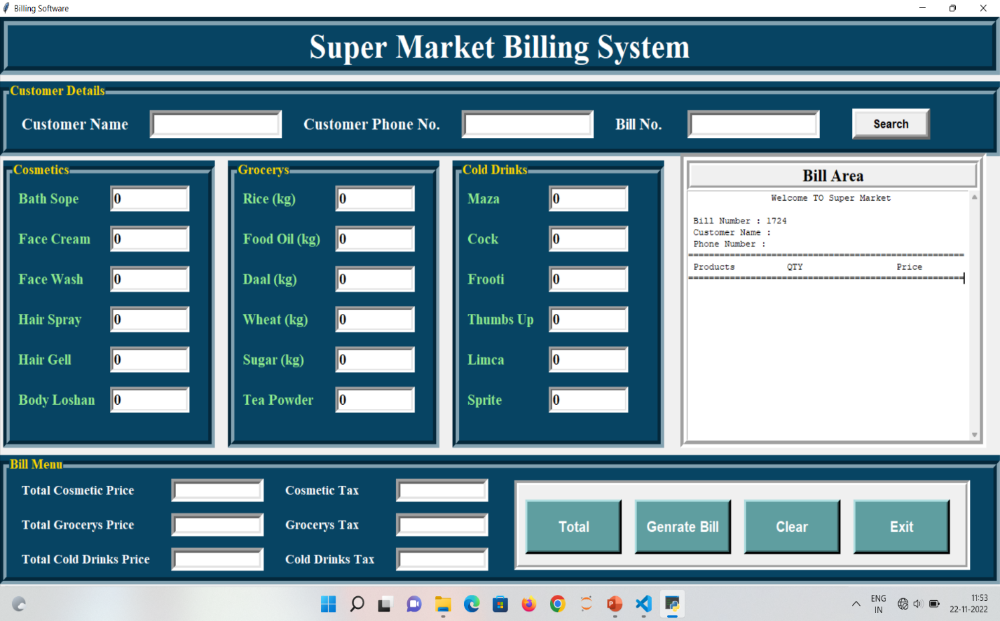 Billing Software
Super Market Billing System
Customer Details
Customer Name Customer Phone No. Bill No. Search
Cosmetics
Bath Sope 0
Face Cream 0
Face Wash 0
Hair Spray 0
Hair Gell 0
Body Loshan 0
Grocerys
Rice (kg) 0
Food Oil (kg) 0
Daal (kg) 0
Wheat (kg) 0
Sugar (kg) 0
Tea Powder 0
Cold Drinks
Maza 0
Cock 0
Frooti 0
Thumbs Up 0
Limca 0
Sprite 0
Bill Area
Welcome TO Super Market
Bill Number : 1724
Customer Name :
Phone Number :
=====================================================
Products QTY Price
=====================================================
Bill Menu
Total Cosmetic Price Cosmetic Tax
Total Grocerys Price Grocerys Tax
Total Cold Drinks Price Cold Drinks Tax
Total Genrate Bill Clear Exit
ENG
IN
11:53
22-11-2022